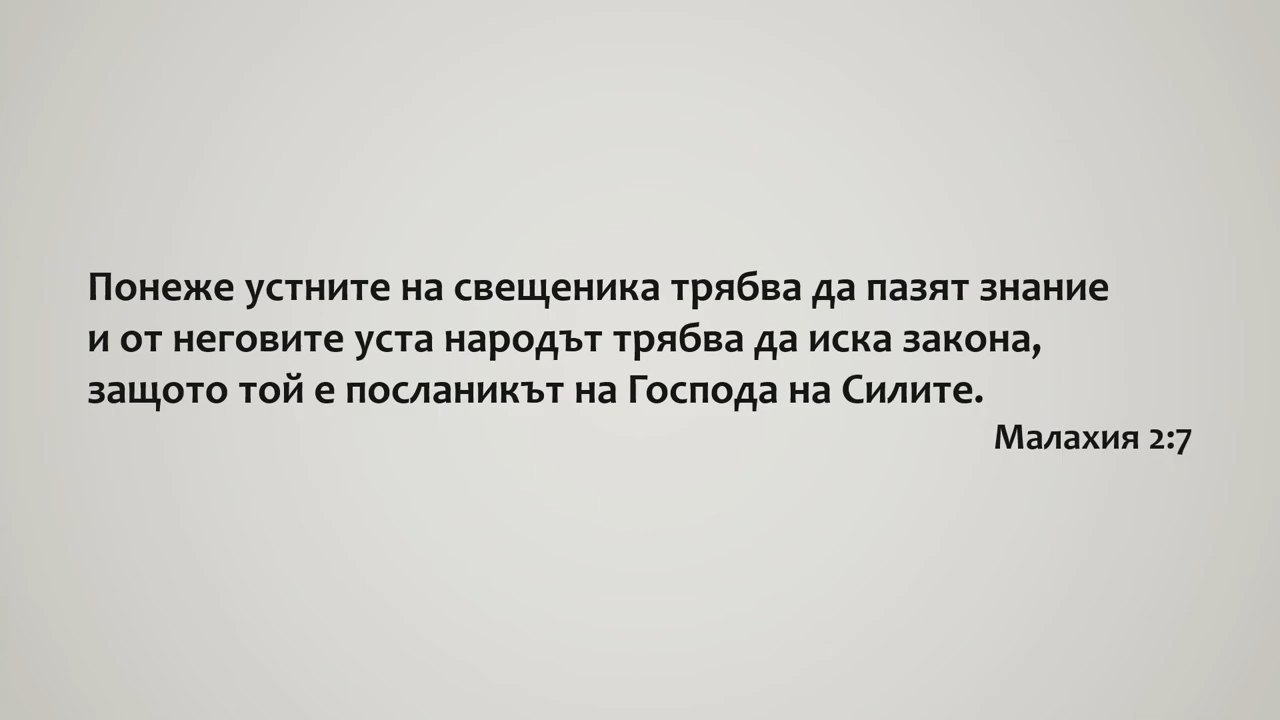 Понеже устните на свещеника трябва да пазят знание
и от неговите уста народът трябва да иска закона,
защото той е посланикът на Господа на Силите.
Малахия 2:7